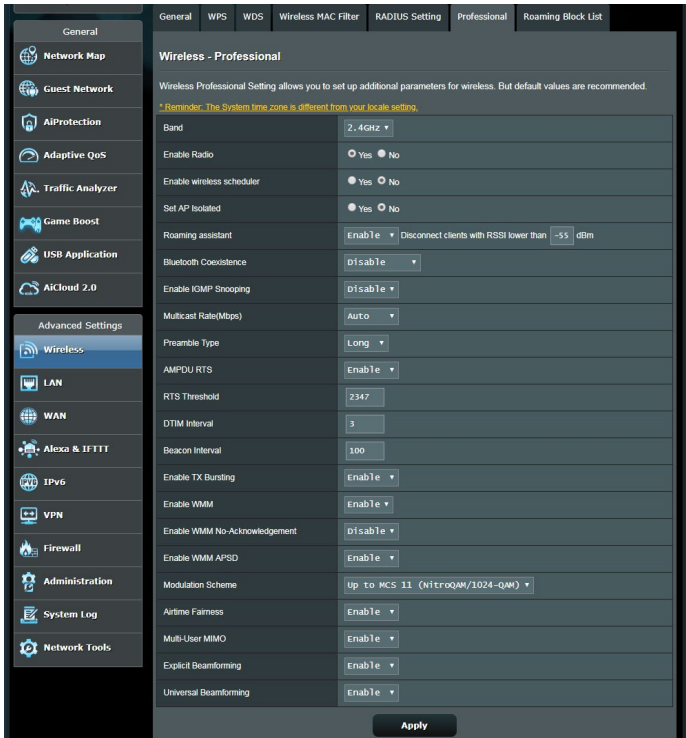 General
Network Map
Guest Network
AiProtection
Adaptive QoS
Traffic Analyzer
Game Boost
USB Application
AiCloud 2.0
Advanced Settings
Wireless
LAN
WAN
Alexa & IFTTT
IPv6
VPN
Firewall
Administration
System Log
Network Tools
General WPS WDS Wireless MAC Filter RADIUS Setting Professional Roaming Block List
Wireless - Professional
Wireless Professional Setting allows you to set up additional parameters for wireless. But default values are recommended.
* Reminder: The System time zone is different from your locale setting.
Band 2.4GHz
Enable Radio Yes No
Enable wireless scheduler Yes No
Set AP Isolated Yes No
Roaming assistant Enable Disconnect clients with RSSI lower than -55 dBm
Bluetooth Coexistence Disable
Enable IGMP Snooping Disable
Multicast Rate(Mbps) Auto
Preamble Type Long
AMPDU RTS Enable
RTS Threshold 2347
DTIM Interval 3
Beacon Interval 100
Enable TX Bursting Enable
Enable WMM Enable
Enable WMM No-Acknowledgement Disable
Enable WMM APSD Enable
Modulation Scheme Up to MCS 11 (NitroQAM/1024-QAM)
Airtime Fairness Enable
Multi-User MIMO Enable
Explicit Beamforming Enable
Universal Beamforming Enable
Apply